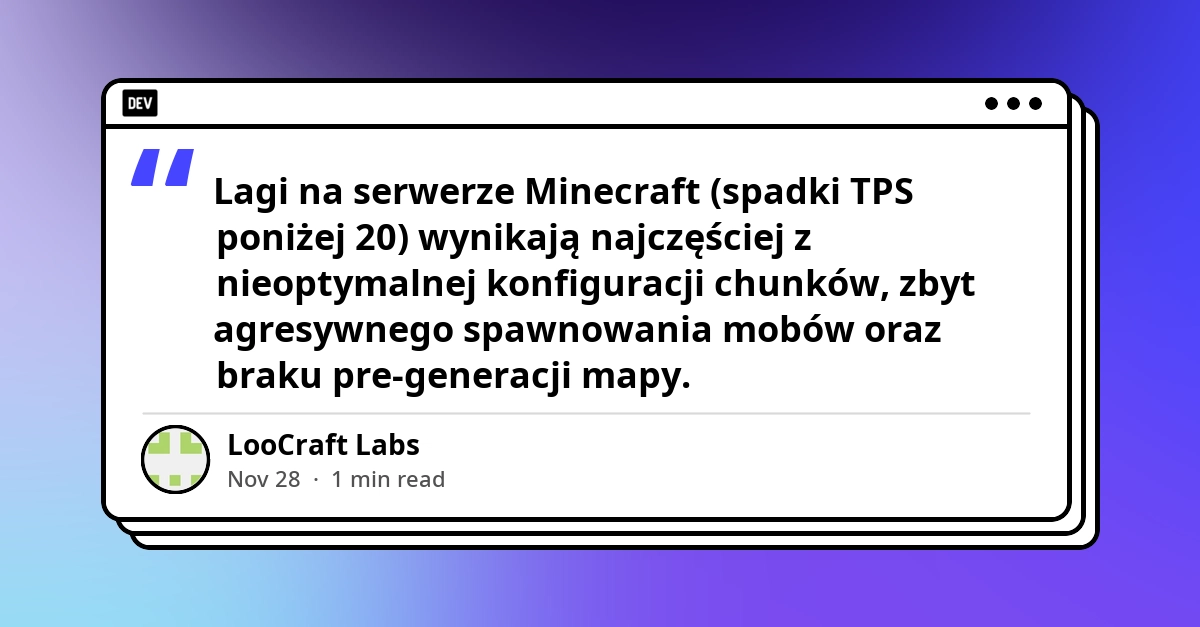 DEV
“ Lagi na serwerze Minecraft (spadki TPS
poniżej 20) wynikają najczęściej z
nieoptymalnej konfiguracji chunków, zbyt
agresywnego spawnowania mobów oraz
braku pre-generacji mapy.
LooCraft Labs
Nov 28 · 1 min read